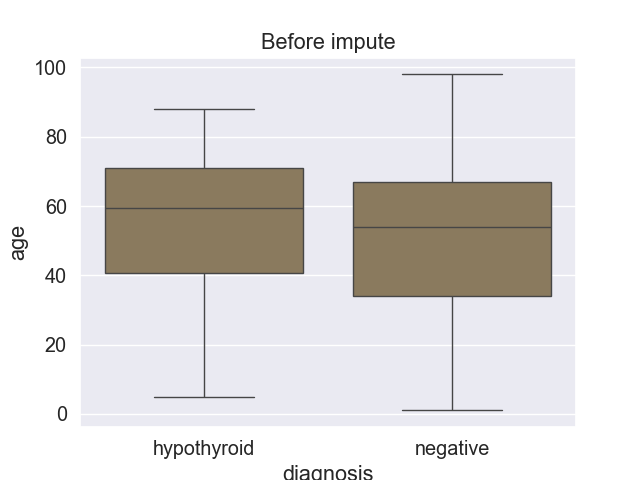 Before impute
100
80
60
40
20
0
age
hypothyroid
negative
diagnosis